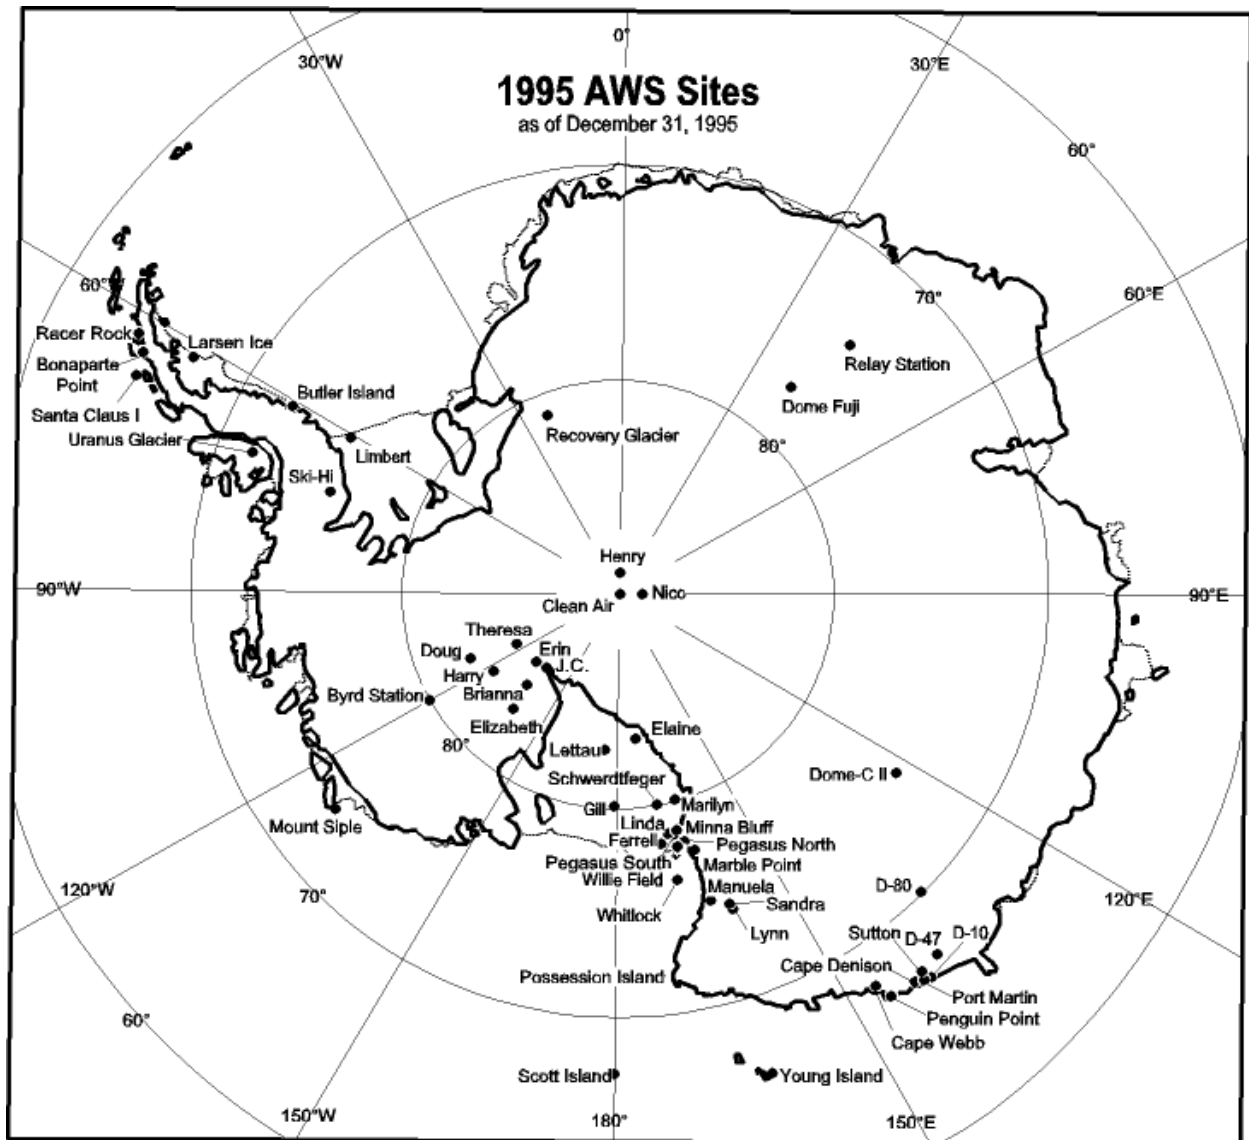 0°
30°W
30°E
1995 AWS Sites
as of December 31, 1995
60°
60°W
60°E
70°
Racer Rock
Larsen Ice
Bonaparte
Point
Relay Station
Butler Island
Dome Fuji
Santa Claus I
Recovery Glacier
Uranus Glacier
80°
Limbert
Ski-Hi
Henry
90°W
Clean Air
Nico
90°E
Theresa
Doug
Erin
J.C.
Harry
Brianna
Byrd Station
Elizabeth
Elaine
80°
Lettau
Dome-C II
Schwerdtfeger
Gill
Marilyn
Mount Siple
Linda
Minna Bluff
Ferrell
Pegasus North
Pegasus South
Marble Point
Willie Field
Manuela
D-80
120°W
70°
Whitlock
Sandra
120°E
Lynn
Sutton
D-47
D-10
Cape Denison
Possession Island
Port Martin
Penguin Point
60°
Cape Webb
Scott Island
Young Island
150°W
180°
150°E